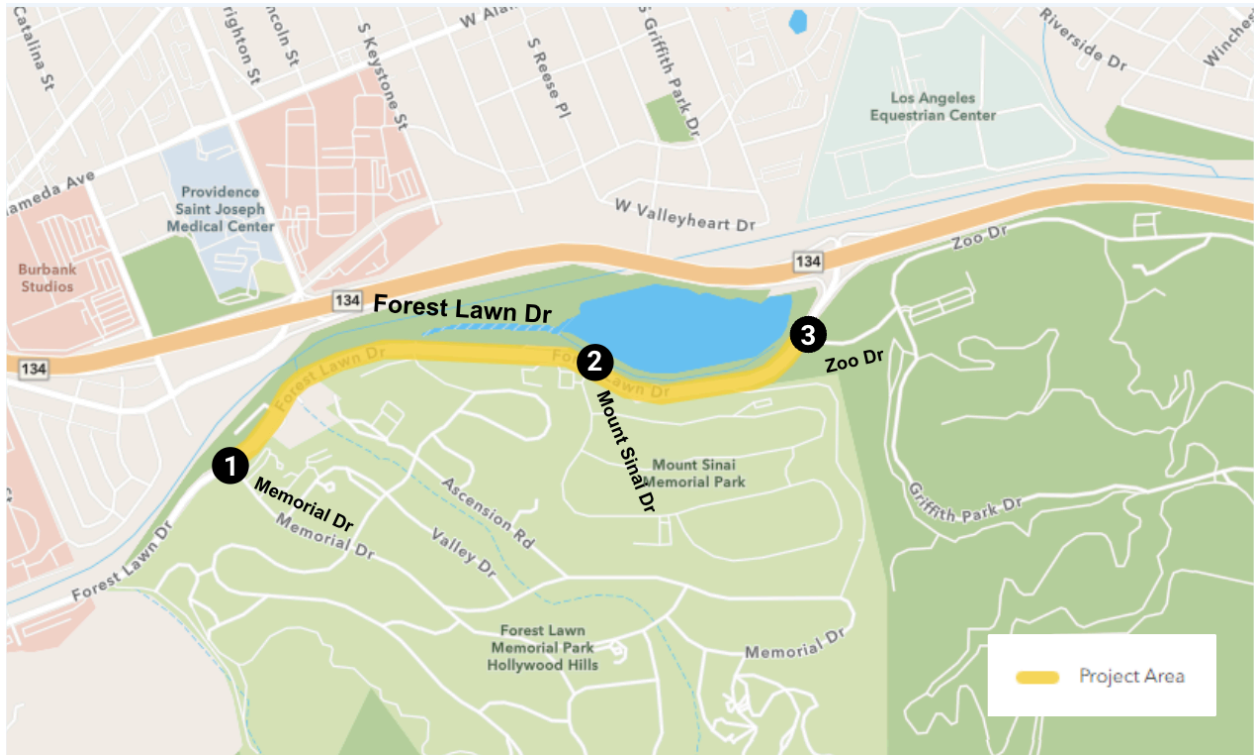 Catalina St
righton St
ncoln St
S Keystone St
W Ala
S Reese Pl
S Griffith Park Dr
Riverside Dr
Winches
Los Angeles
Equestrian Center
ameda Ave
Providence
Saint Joseph
Medical Center
W Valleyheart Dr
Zoo Dr
Burbank
Studios
134
134
134
Forest Lawn Dr
Forest Lawn Dr
Forest Lawn Dr
2
3
Zoo Dr
1
Memorial Dr
Memorial Dr
Mount Sinal Dr
Mount Sinai
Memorial Park
Ascension Rd
Valley Dr
Griffith Park Dr
Forest Lawn Dr
Forest Lawn
Memorial Park
Hollywood Hills
Memorial Dr
Project Area